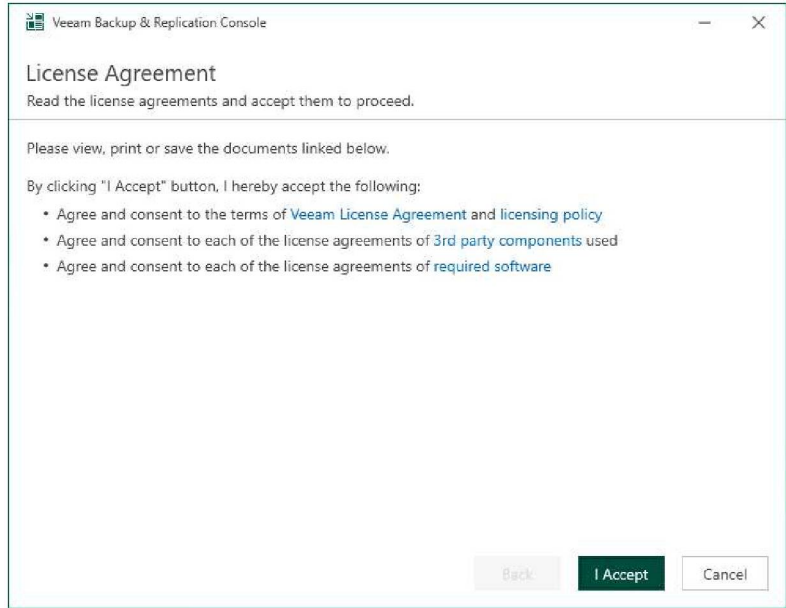 Veeam Backup & Replication Console
License Agreement
Read the license agreements and accept them to proceed.
Please view, print or save the documents linked below.
By clicking "I Accept" button, I hereby accept the following:
• Agree and consent to the terms of Veeam License Agreement and licensing policy
• Agree and consent to each of the license agreements of 3rd party components used
• Agree and consent to each of the license agreements of required software
Back I Accept Cancel